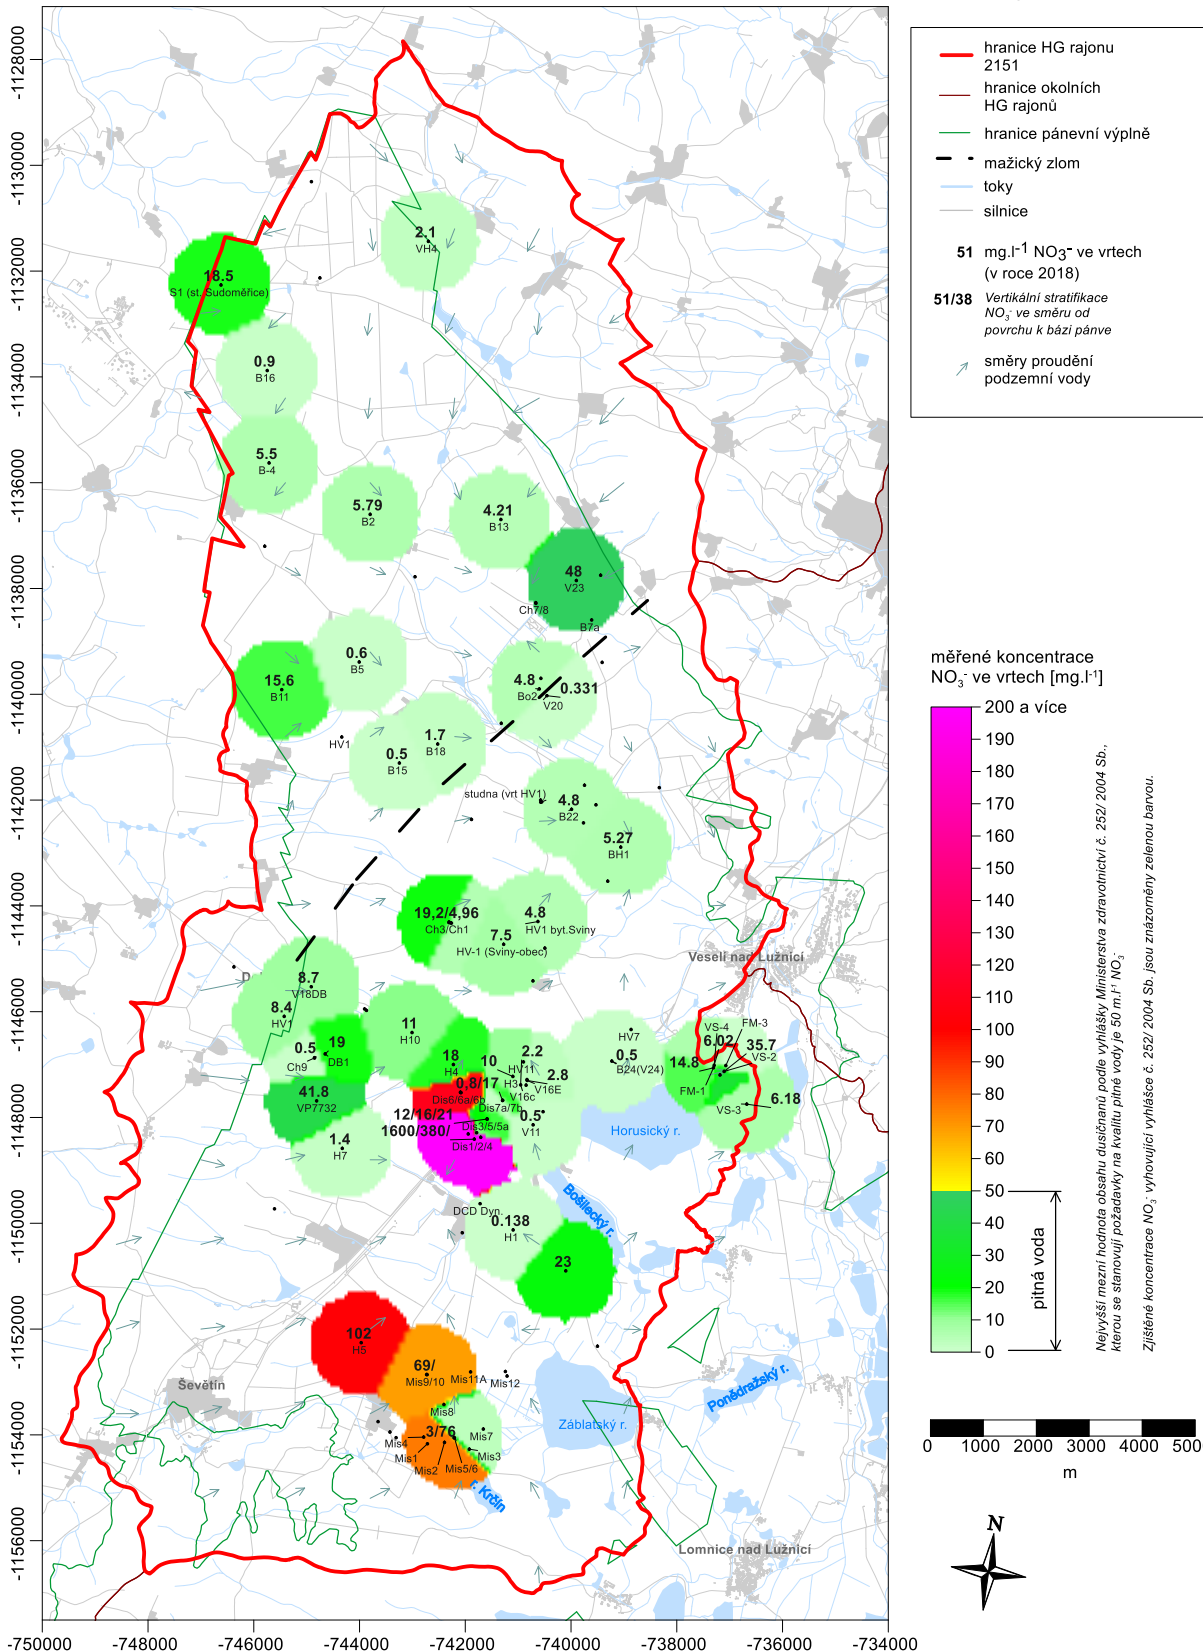 hranice HG rajonu
2151
hranice okolních
HG rajonů
hranice pánevní výplně
mažický zlom
toky
silnice
51 mg.l-1 NO3- ve vrtech
(v roce 2018)
51/38 Vertikální stratifikace
NO3- ve směru od
povrchu k bázi pánve
směry proudění
podzemní vody
měřené koncentrace
NO3- ve vrtech [mg.l-1]
200 a více
190
180
170
160
150
140
130
120
110
100
90
80
70
60
50
40
30
20
10
0
pitná voda
Nejvyšší mezní hodnota obsahu dusičnanů podle vyhlášky Ministerstva zdravotnictví č. 252/ 2004 Sb.,
kterou se stanovují požadavky na kvalitu pitné vody je 50 m.l-1 NO3-
Zjištěné koncentrace NO3- vyhovující vyhlášce č. 252/ 2004 Sb. jsou znázorněny zelenou barvou.
0 1000 2000 3000 4000 500
m
N
-1128000
-1130000
-1132000
-1134000
-1136000
-1138000
-1140000
-1142000
-1144000
-1146000
-1148000
-1150000
-1152000
-1154000
-1156000
-750000 -748000 -746000 -744000 -742000 -740000 -738000 -736000 -734000
2.1
VH4
18.5
S1 (st. Sudoměřice)
0.9
B16
5.5
B-4
5.79
B2
4.21
B13
48
V23
Ch7/8
B7a
0.6
B5
15.6
B11
4.8
Bo2
0.331
V20
HV1
1.7
B18
0.5
B15
studna (vrt HV1)
4.8
B22
5.27
BH1
19,2/4,96
Ch3/Ch1
4.8
HV1 byt.Sviny
7.5
HV-1 (Sviny-obec)
Veselí nad Lužnicí
8.7
V18DB
8.4
HV1
11
H10
19
DB1
0.5
Ch9
18
H4
10
H3
2.2
HV11
2.8
V16E
V16c
HV7
0.5
B24(V24)
VS-4
FM-3
6.02
35.7
VS-2
14.8
FM-1
VS-3
6.18
41.8
VP7732
0,8/17
Dis6/6a/6b
Dis7a/7b
12/16/21
Dis3/5/5a
1600/380/
Dis1/2/4
0.5
V11
Horusický r.
1.4
H7
Bošilecký r.
DCD Dyn.
0.138
H1
23
102
H5
69/
Mis9/10
Mis11A
Mis12
Ševětín
Mis8
Ponědražský r.
Záblatský r.
3/76
Mis7
Mis4
Mis1
Mis2
Mis5/6
Mis3
r. Krčín
Lomnice nad Lužnicí